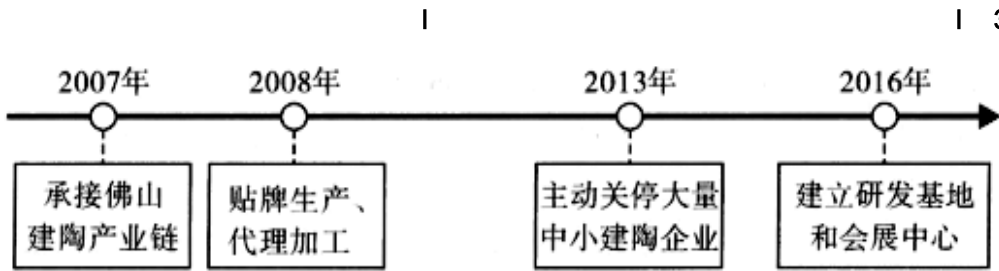 2007年 2008年 2013年 2016年
承接佛山
建陶产业链
贴牌生产、
代理加工
主动关停大量
中小建陶企业
建立研发基地
和会展中心